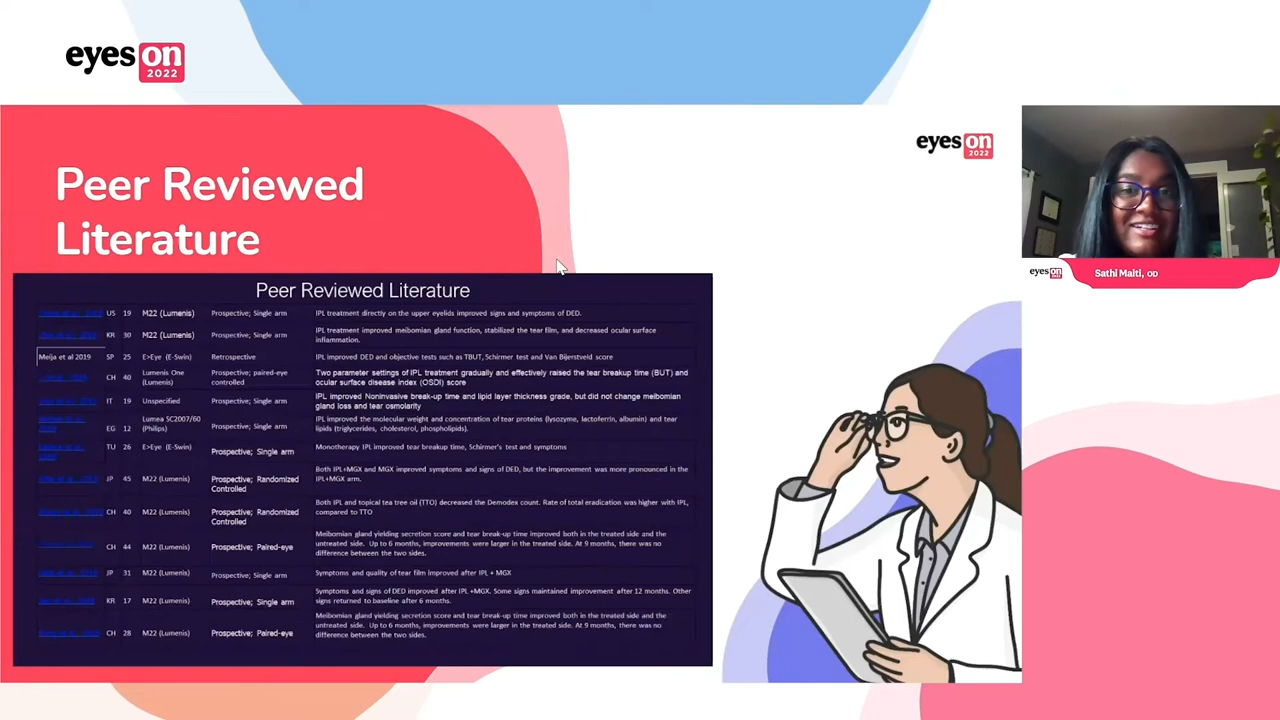 eyes on
2022
eyes on
2022
Peer Reviewed
Literature
eyes on
2022
Sathi Maiti, OD
Peer Reviewed Literature
US 19 M22 (Lumenis) Prospective; Single arm IPL treatment directly on the upper eyelids improved signs and symptoms of DED.
KR 30 M22 (Lumenis) Prospective; Single arm IPL treatment improved meibomian gland function, stabilized the tear film, and decreased ocular surface
inflammation.
Meija et al 2019 SP 25 E>Eye (E-Swin) Retrospective IPL improved DED and objective tests such as TBUT, Schirmer test and Van Bijerstveld score
CH 40 Lumenis One
(Lumenis)
Prospective; paired-eye
controlled
Two parameter settings of IPL treatment gradually and effectively raised the tear breakup time (BUT) and
ocular surface disease index (OSDI) score
IT 19 Unspecified Prospective; Single arm IPL improved Noninvasive break-up time and lipid layer thickness grade, but did not change meibomian
gland loss and tear osmolarity
EG 12 Lumea SC2007/60
(Philips)
Prospective; Single arm IPL improved the molecular weight and concentration of tear proteins (lysozyme, lactoferrin, albumin) and tear
lipids (triglycerides, cholesterol, phospholipids).
TU 26 E>Eye (E-Swin) Prospective; Single arm Monotherapy IPL improved tear breakup time, Schirmer's test and symptoms
JP 45 M22 (Lumenis) Prospective; Randomized
Controlled
Both IPL+MGX and MGX improved symptoms and signs of DED, but the improvement was more pronounced in the
IPL+MGX arm.
CH 40 M22 (Lumenis) Prospective; Randomized
Controlled
Both IPL and topical tea tree oil (TTO) decreased the Demodex count. Rate of total eradication was higher with IPL,
compared to TTO
CH 44 M22 (Lumenis) Prospective; Paired-eye Meibomian gland yielding secretion score and tear break-up time improved both in the treated side and the
untreated side. Up to 6 months, improvements were larger in the treated side. At 9 months, there was no
difference between the two sides.
JP 31 M22 (Lumenis) Prospective; Single arm Symptoms and quality of tear film improved after IPL + MGX
KR 17 M22 (Lumenis) Prospective; Single arm Symptoms and signs of DED improved after IPL +MGX. Some signs maintained improvement after 12 months. Other
signs returned to baseline after 6 months.
CH 28 M22 (Lumenis) Prospective; Paired-eye Meibomian gland yielding secretion score and tear break-up time improved both in the treated side and the
untreated side. Up to 6 months, improvements were larger in the treated side. At 9 months, there was no
difference between the two sides.